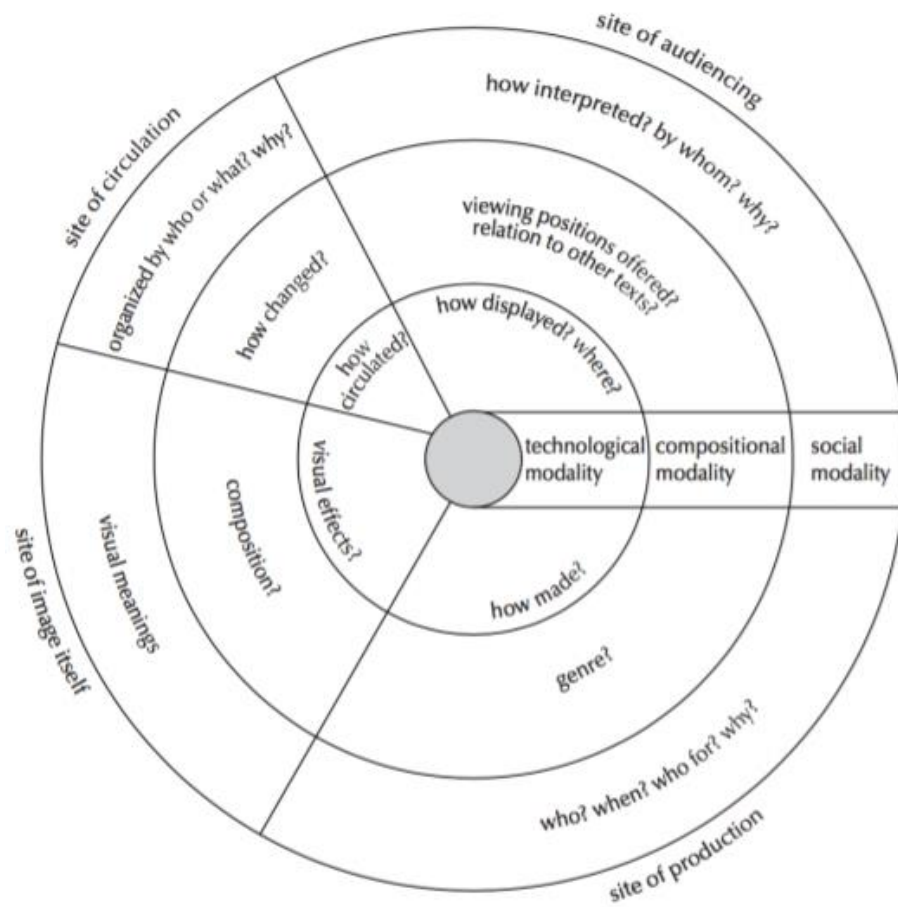 site of audiencing
how interpreted? by whom? why?
viewing positions offered?
relation to other texts?
how displayed? where?
site of circulation
organized by who or what? why?
how changed?
how
circulated?
technological
modality
compositional
modality
social
modality
site of image itself
visual meanings
composition?
visual effects?
how made?
genre?
who? when? who for? why?
site of production